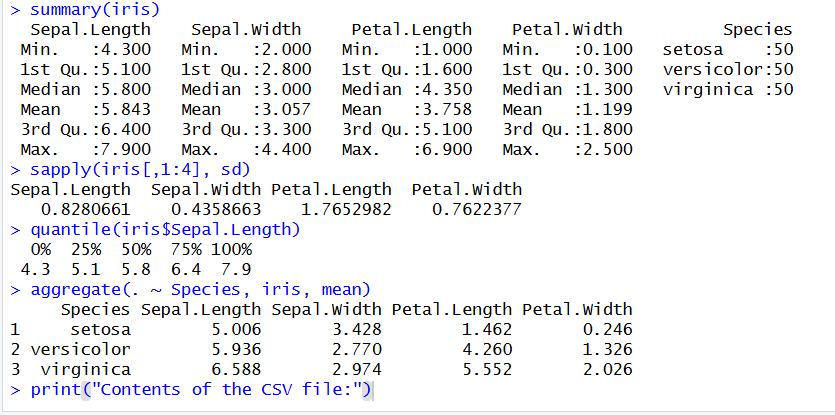 > summary(iris)
  Sepal.Length    Sepal.Width     Petal.Length    Petal.Width          Species  
 Min.   :4.300   Min.   :2.000   Min.   :1.000   Min.   :0.100   setosa    :50  
 1st Qu.:5.100   1st Qu.:2.800   1st Qu.:1.600   1st Qu.:0.300   versicolor:50  
 Median :5.800   Median :3.000   Median :4.350   Median :1.300   virginica :50  
 Mean   :5.843   Mean   :3.057   Mean   :3.758   Mean   :1.199
 3rd Qu.:6.400   3rd Qu.:3.300   3rd Qu.:5.100   3rd Qu.:1.800
 Max.   :7.900   Max.   :4.400   Max.   :6.900   Max.   :2.500
> sapply(iris[,1:4], sd)
Sepal.Length  Sepal.Width Petal.Length  Petal.Width 
   0.8280661    0.4358663    1.7652982    0.7622377 
> quantile(iris$Sepal.Length)
  0%  25%  50%  75% 100% 
 4.3  5.1  5.8  6.4  7.9 
> aggregate(. ~ Species, iris, mean)
     Species Sepal.Length Sepal.Width Petal.Length Petal.Width
1     setosa        5.006       3.428        1.462       0.246
2 versicolor        5.936       2.770        4.260       1.326
3  virginica        6.588       2.974        5.552       2.026
> print("Contents of the CSV file:")